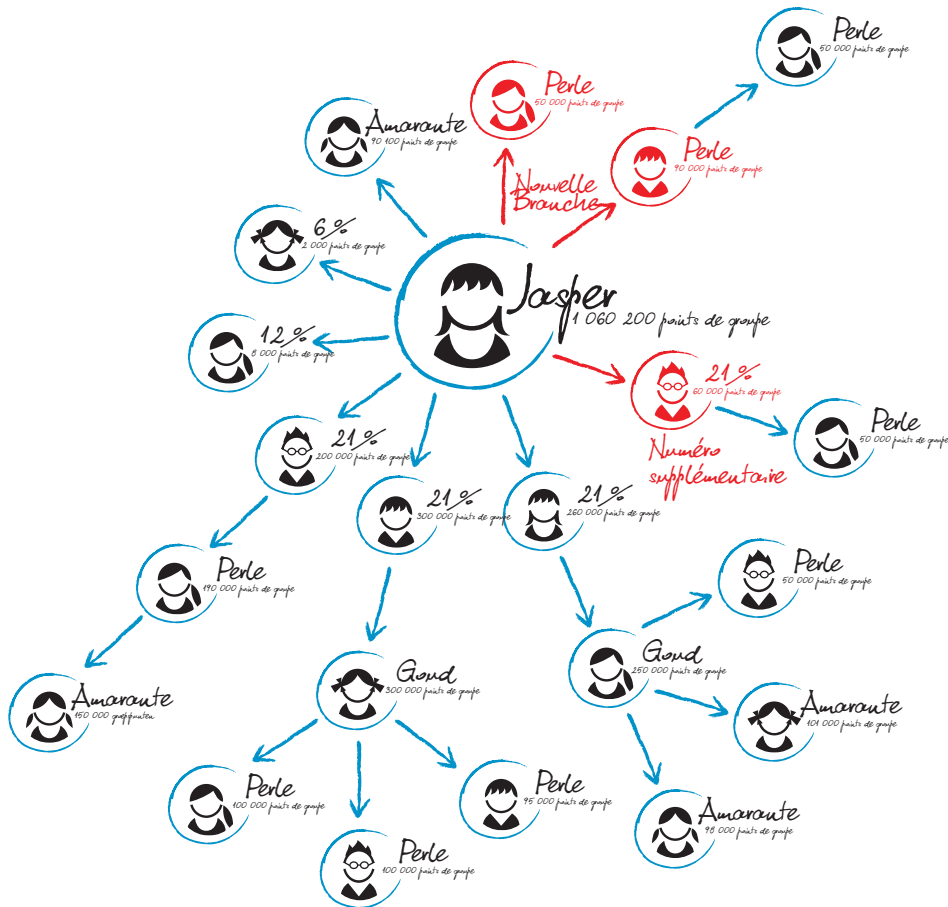 Perle
50 000 points de groupe
Perle
50 000 points de groupe
Amarante
90 100 points de groupe
Perle
90 000 points de groupe
Nouvelle
Branche
6%
2 000 points de groupe
Jasper
1 060 200 points de groupe
12%
8 000 points de groupe
21%
60 000 points de groupe
Perle
50 000 points de groupe
Numéro
supplémentaire
21%
200 000 points de groupe
21%
300 000 points de groupe
21%
260 000 points de groupe
Perle
190 000 points de groupe
Perle
50 000 points de groupe
Goud
300 000 points de groupe
Goud
250 000 points de groupe
Amarante
150 000 groeppunten
Amarante
101 000 points de groupe
Perle
100 000 points de groupe
Perle
95 000 points de groupe
Amarante
98 000 points de groupe
Perle
100 000 points de groupe